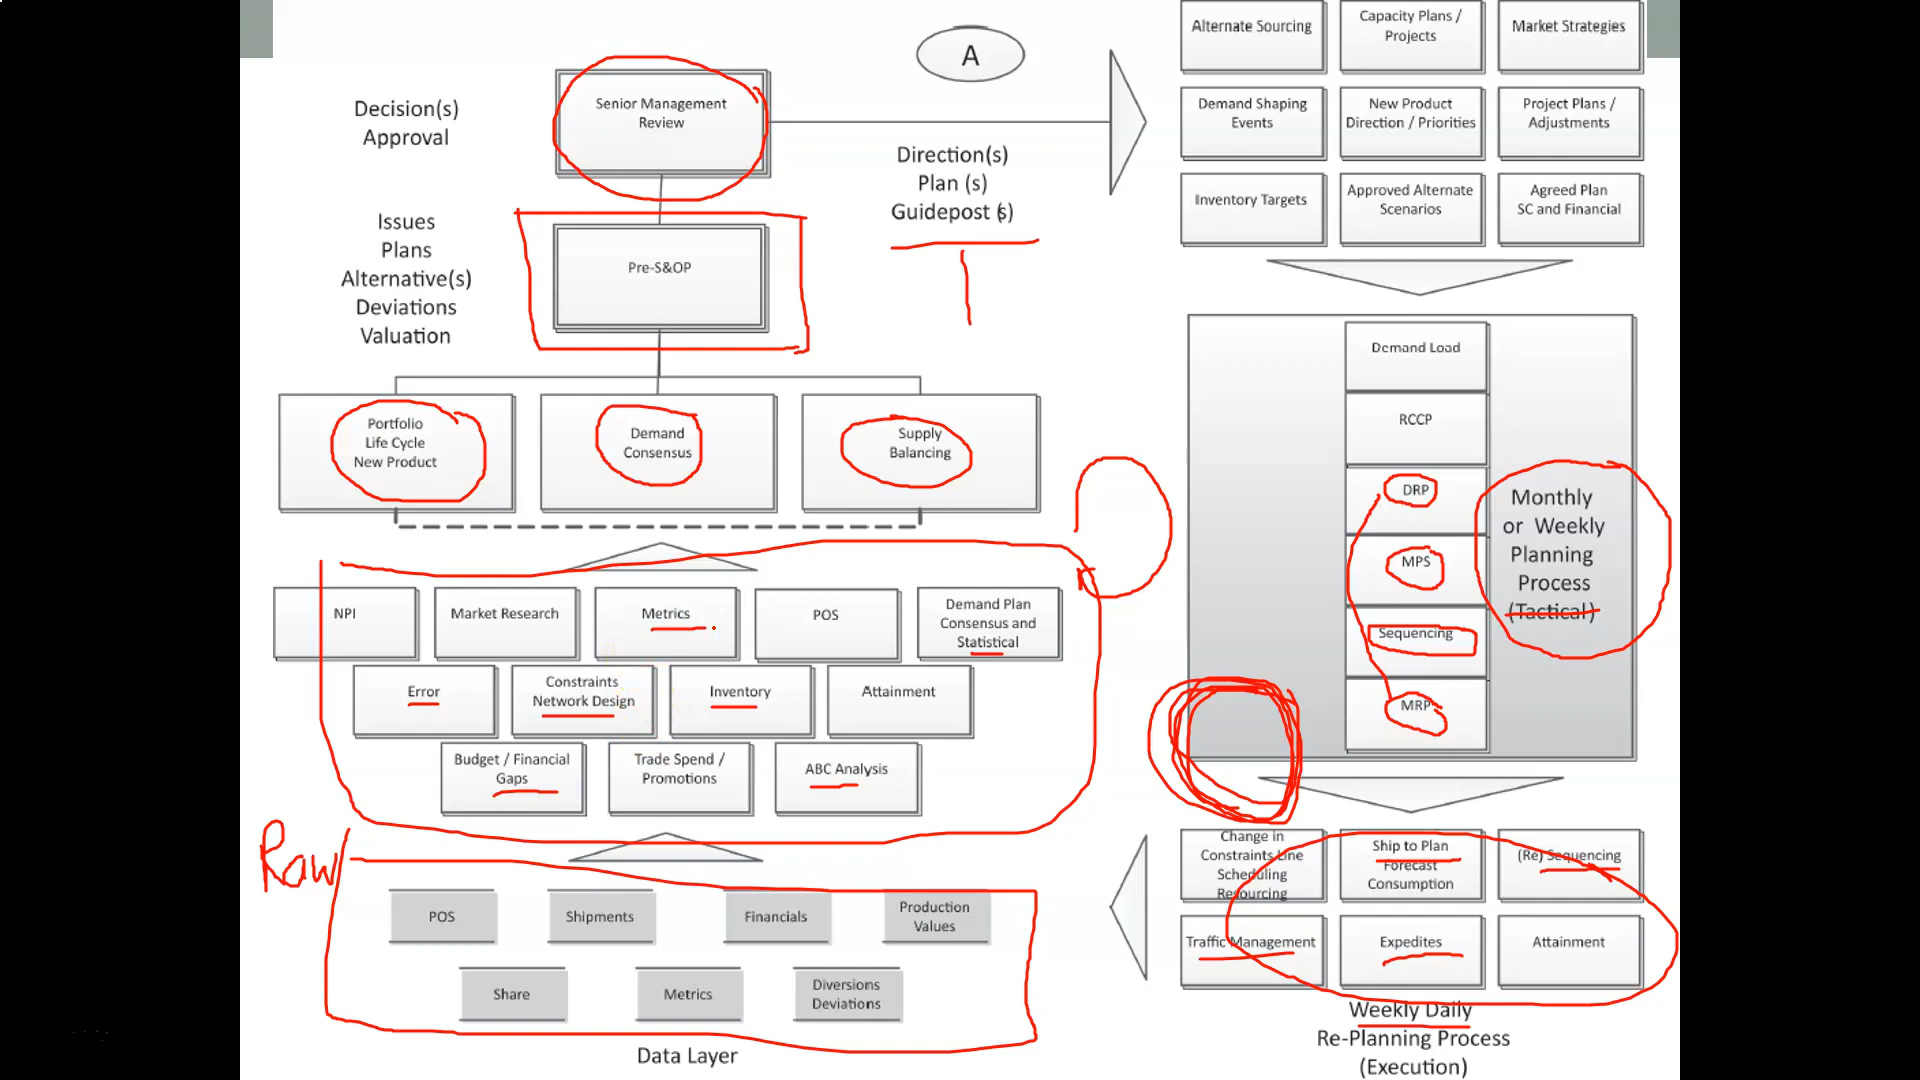 A
Decision(s)
Approval
Senior Management
Review
Direction(s)
Plan (s)
Guidepost (s)
Issues
Plans
Alternative(s)
Deviations
Valuation
Pre-S&OP
Portfolio
Life Cycle
New Product
Demand
Consensus
Supply
Balancing
NPI
Market Research
Metrics
POS
Demand Plan
Consensus and
Statistical
Error
Constraints
Network Design
Inventory
Attainment
Budget / Financial
Gaps
Trade Spend /
Promotions
ABC Analysis
Raw
POS
Shipments
Financials
Production
Values
Share
Metrics
Diversions
Deviations
Data Layer
Alternate Sourcing
Capacity Plans /
Projects
Market Strategies
Demand Shaping
Events
New Product
Direction / Priorities
Project Plans /
Adjustments
Inventory Targets
Approved Alternate
Scenarios
Agreed Plan
SC and Financial
Demand Load
RCCP
DRP
MPS
Sequencing
MRP
Monthly
or Weekly
Planning
Process
(Tactical)
Change in
Constraints Line
Scheduling
Resourcing
Ship to Plan
Forecast
Consumption
(Re) Sequencing
Traffic Management
Expedites
Attainment
Weekly Daily
Re-Planning Process
(Execution)